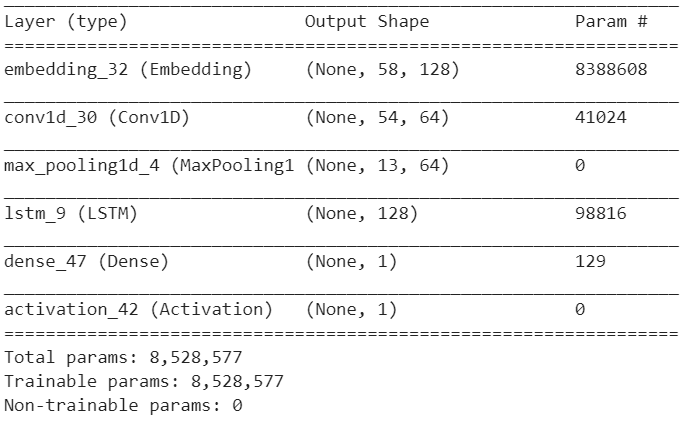 _________________________________________________________________
Layer (type)                 Output Shape              Param #
=================================================================
embedding_32 (Embedding)     (None, 58, 128)           8388608
_________________________________________________________________
conv1d_30 (Conv1D)           (None, 54, 64)            41024
_________________________________________________________________
max_pooling1d_4 (MaxPooling1 (None, 13, 64)            0
_________________________________________________________________
lstm_9 (LSTM)                (None, 128)               98816
_________________________________________________________________
dense_47 (Dense)             (None, 1)                 129
_________________________________________________________________
activation_42 (Activation)   (None, 1)                 0
=================================================================
Total params: 8,528,577
Trainable params: 8,528,577
Non-trainable params: 0